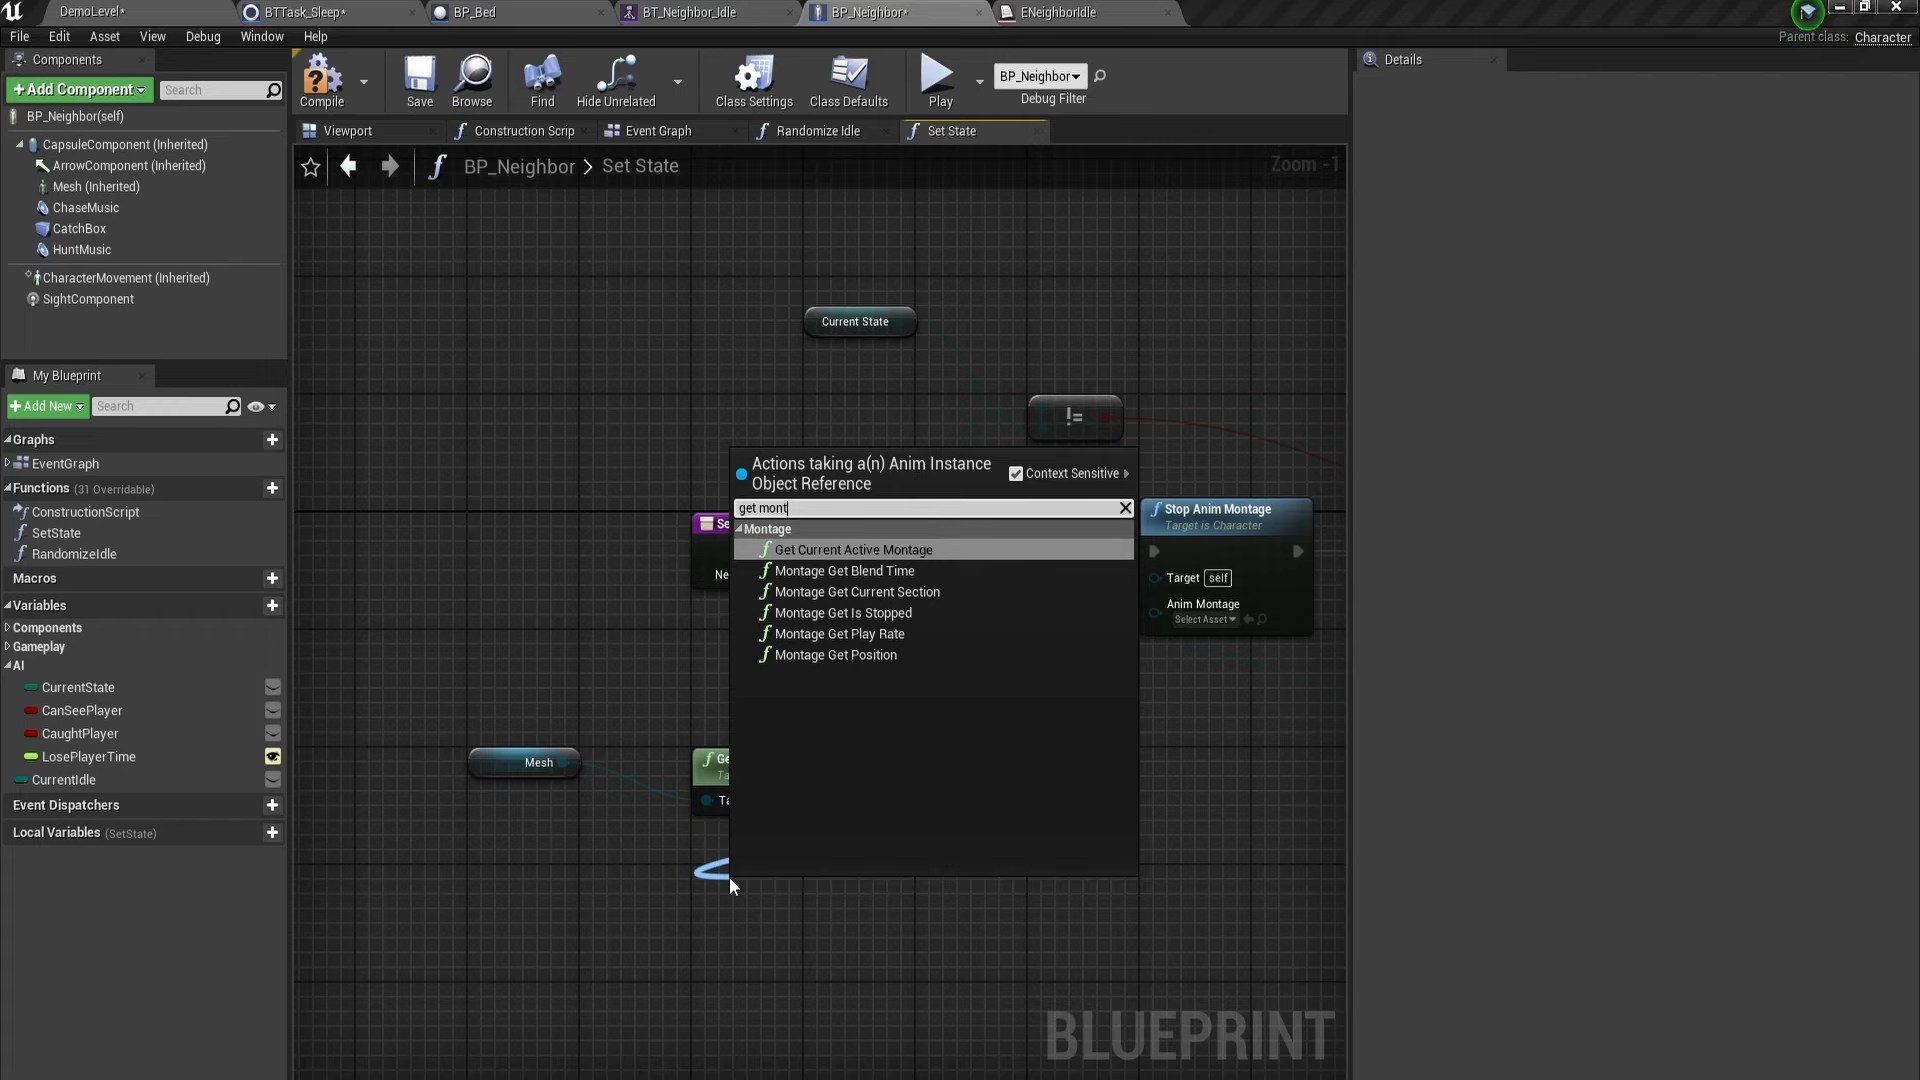 DemoLevel*
BTTask_Sleep*
BP_Bed
BT_Neighbor_Idle
BP_Neighbor*
ENeighborIdle
File Edit Asset View Debug Window Help
Parent class: Character
Components
+Add Component
Search
BP_Neighbor(self)
CapsuleComponent (Inherited)
ArrowComponent (Inherited)
Mesh (Inherited)
ChaseMusic
CatchBox
HuntMusic
CharacterMovement (Inherited)
SightComponent
Compile
Save
Browse
Find
Hide Unrelated
Class Settings
Class Defaults
Play
BP_Neighbor
Debug Filter
Details
Viewport
Construction Scrip
Event Graph
Randomize Idle
Set State
BP_Neighbor > Set State
Zoom -1
My Blueprint
+Add New
Search
Graphs
EventGraph
Functions (31 Overridable)
ConstructionScript
SetState
RandomizeIdle
Macros
Variables
Components
Gameplay
AI
CurrentState
CanSeePlayer
CaughtPlayer
LosePlayerTime
CurrentIdle
Event Dispatchers
Local Variables (SetState)
Current State
!=
Actions taking a(n) Anim Instance
Object Reference
Context Sensitive
get mont
Montage
Get Current Active Montage
Montage Get Blend Time
Montage Get Current Section
Montage Get Is Stopped
Montage Get Play Rate
Montage Get Position
Se
Ne
Stop Anim Montage
Target is Character
Target self
Anim Montage
Select Asset
Mesh
Ge
Ta
Ta
BLUEPRINT